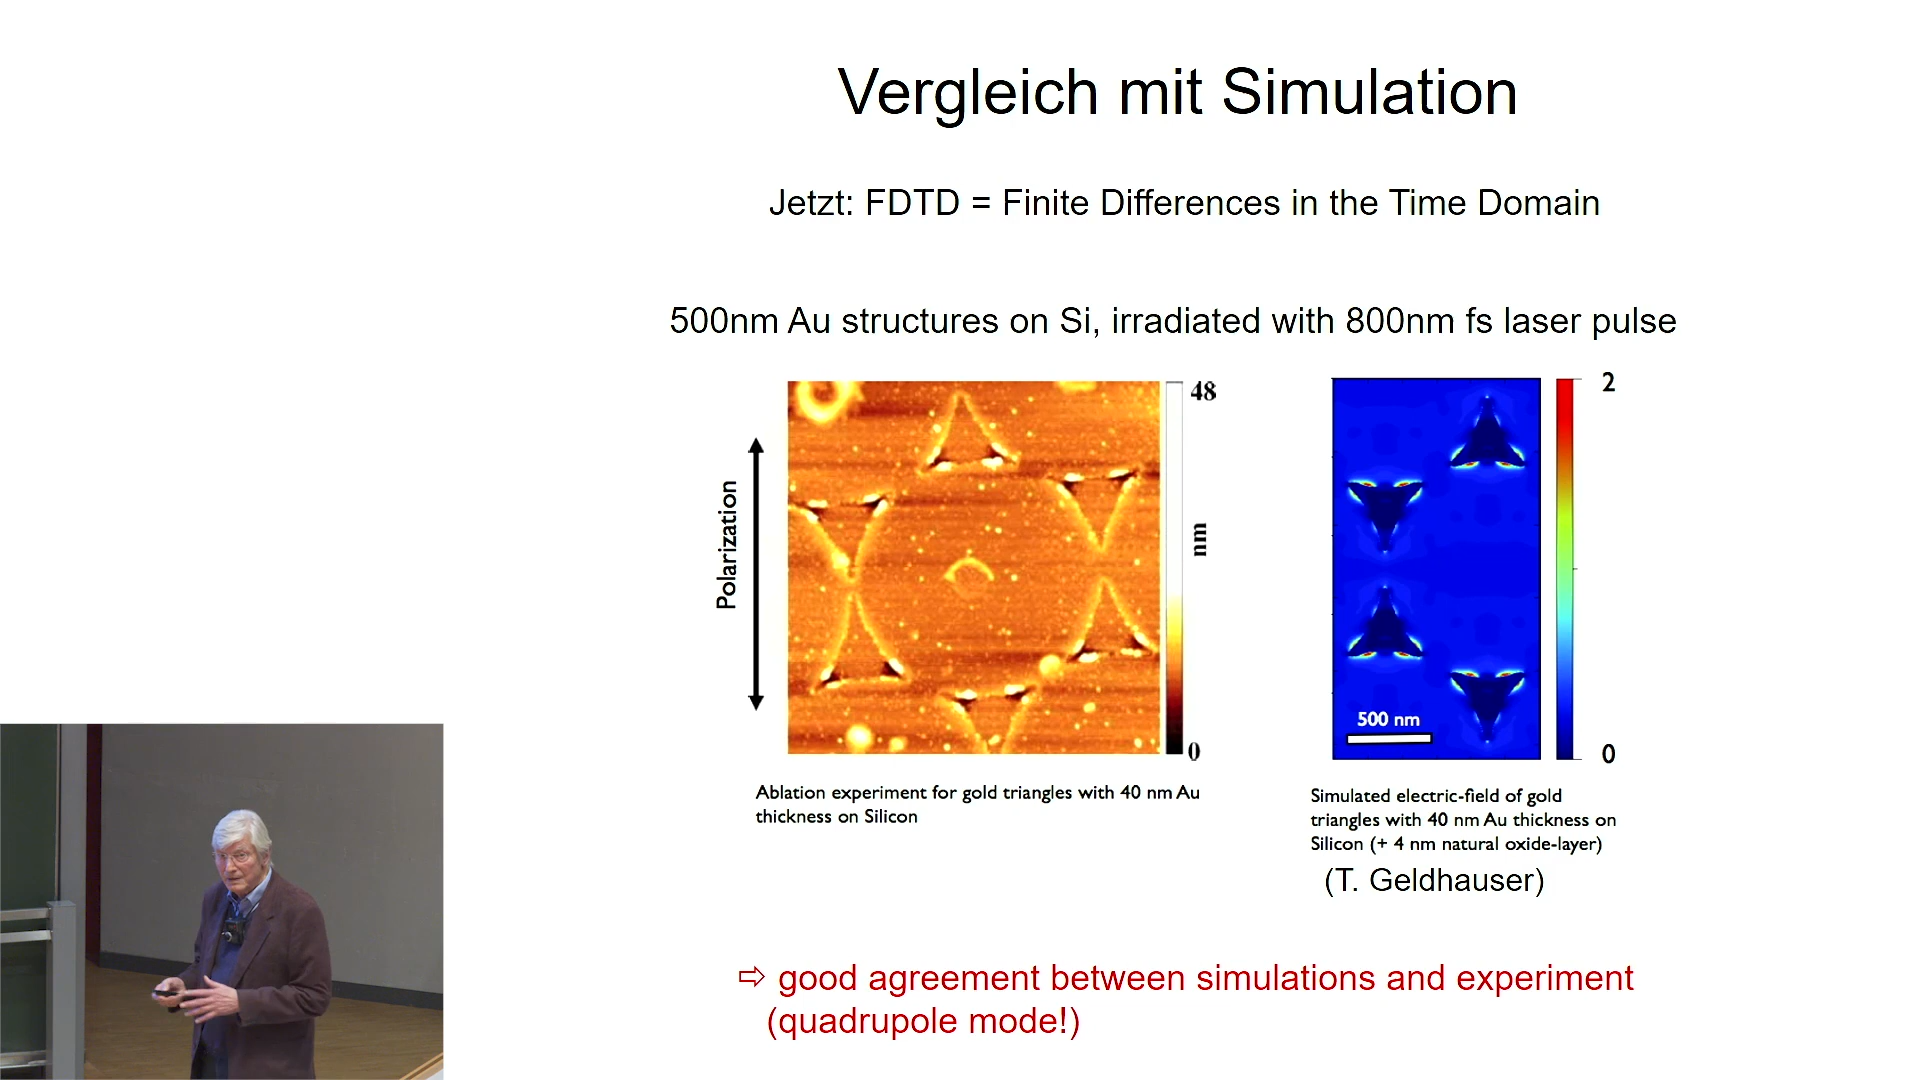 Vergleich mit Simulation
Jetzt: FDTD = Finite Differences in the Time Domain
500nm Au structures on Si, irradiated with 800nm fs laser pulse
Polarization
48
nm
0
2
500 nm
0
Ablation experiment for gold triangles with 40 nm Au
thickness on Silicon
Simulated electric-field of gold
triangles with 40 nm Au thickness on
Silicon (+ 4 nm natural oxide-layer)
(T. Geldhauser)
⇨ good agreement between simulations and experiment
(quadrupole mode!)